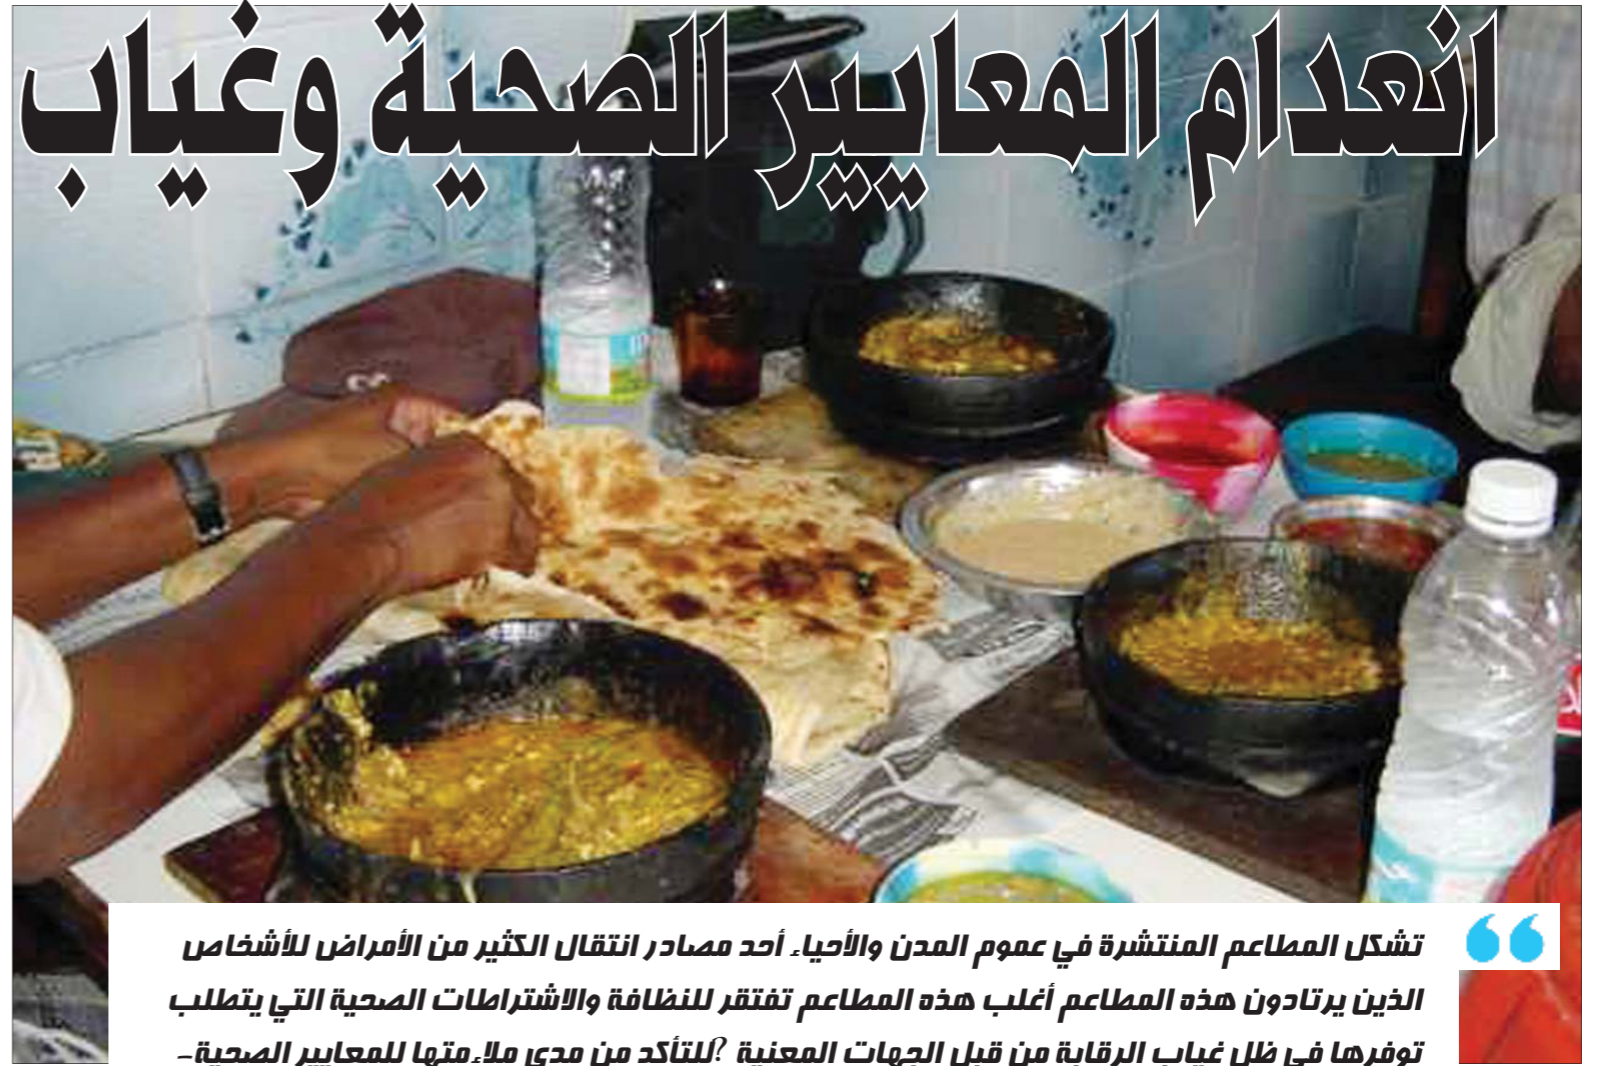 انعدام المعايير الصحية وغياب
تشكل المطاعم المنتشرة في عموم المدن والأحياء أحد مصادر انتقال الكثير من الأمراض للأشخاص
الذين يرتادون هذه المطاعم أغلب هذه المطاعم تفتقر للنظافة والاشتراطات الصحية التي يتطلب
توفرها في ظل غياب الرقابة من قبل الجهات المعنية ?للتأكد من مدى ملاءمتها للمعايير الصحية-